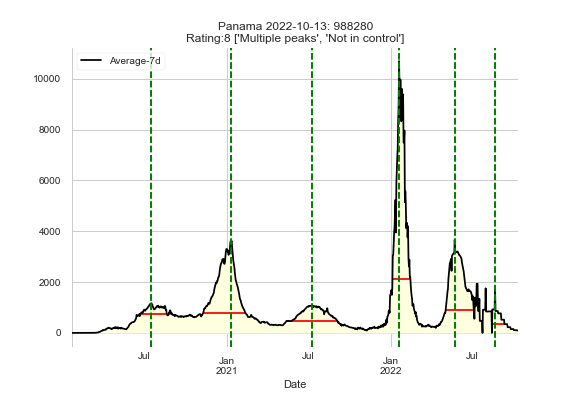 Panama 2022-10-13: 988280
Rating:8 ['Multiple peaks', 'Not in control']
Average-7d
10000
8000
6000
4000
2000
0
Jul
Jan
2021
Jul
Jan
2022
Jul
Date